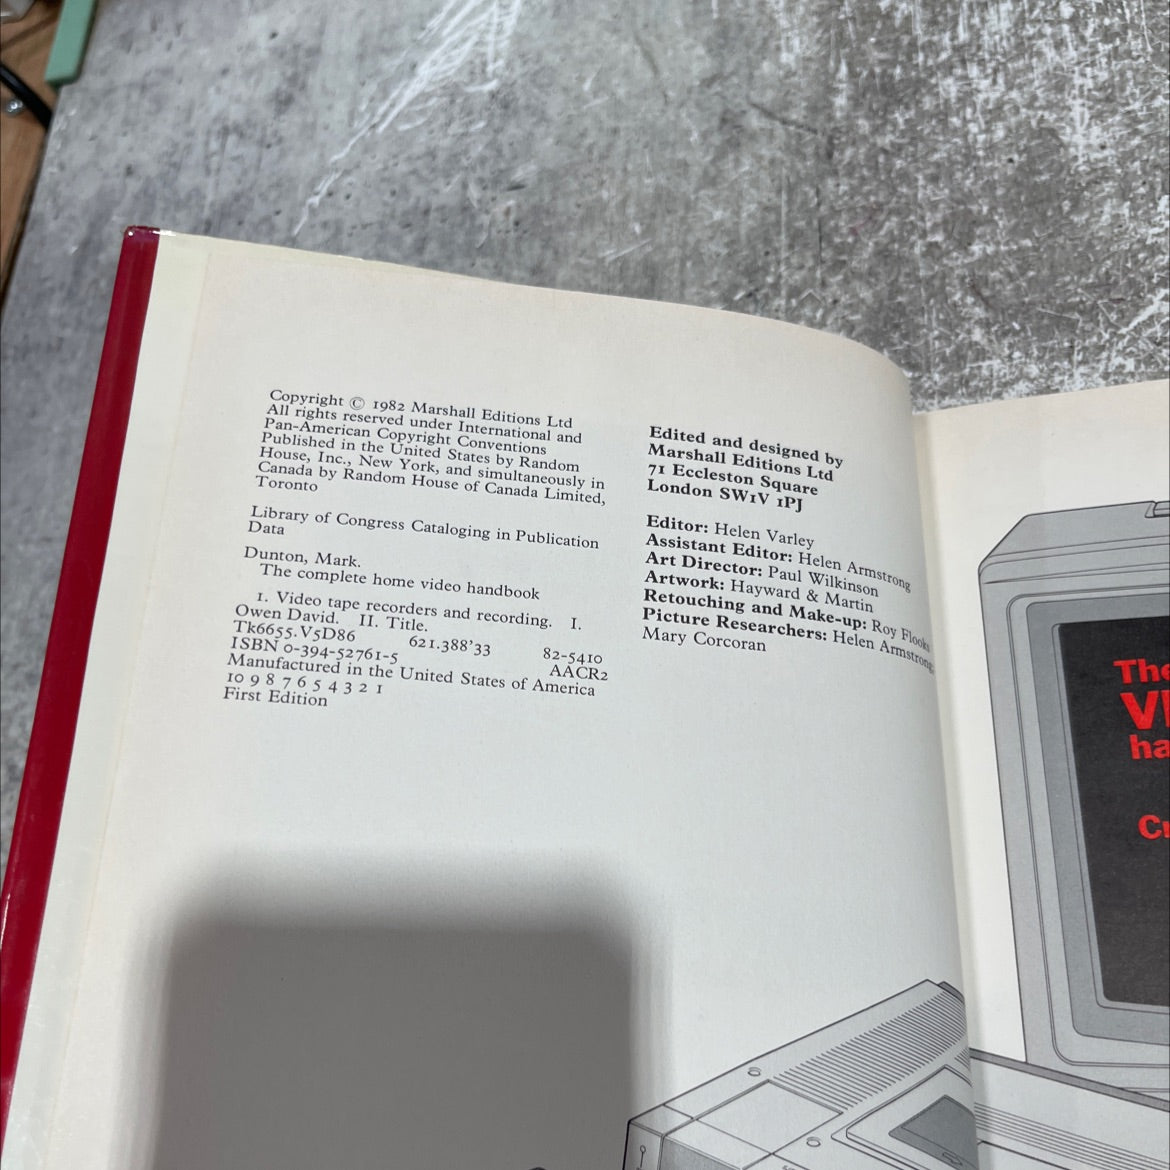 Copyright © 1982 Marshall Editions Ltd
All rights reserved under International and
Pan-American Copyright Conventions
Published in the United States by Random
House, Inc., New York, and simultaneously in
Canada by Random House of Canada Limited,
Toronto
Library of Congress Cataloging in Publication
Data
Dunton, Mark.
The complete home video handbook
1. Video tape recorders and recording. I.
Owen David. II. Title.
Tk6655.V5D86 621.388'33 82-5410
ISBN 0-394-52761-5 AACR2
Manufactured in the United States of America
10 9 8 7 6 5 4 3 2 1
First Edition
Edited and designed by
Marshall Editions Ltd
71 Eccleston Square
London SW1V 1PJ
Editor: Helen Varley
Assistant Editor: Helen Armstrong
Art Director: Paul Wilkinson
Artwork: Hayward & Martin
Retouching and Make-up: Roy
Picture Researchers: Helen Armstrong
Mary Corcoran
The